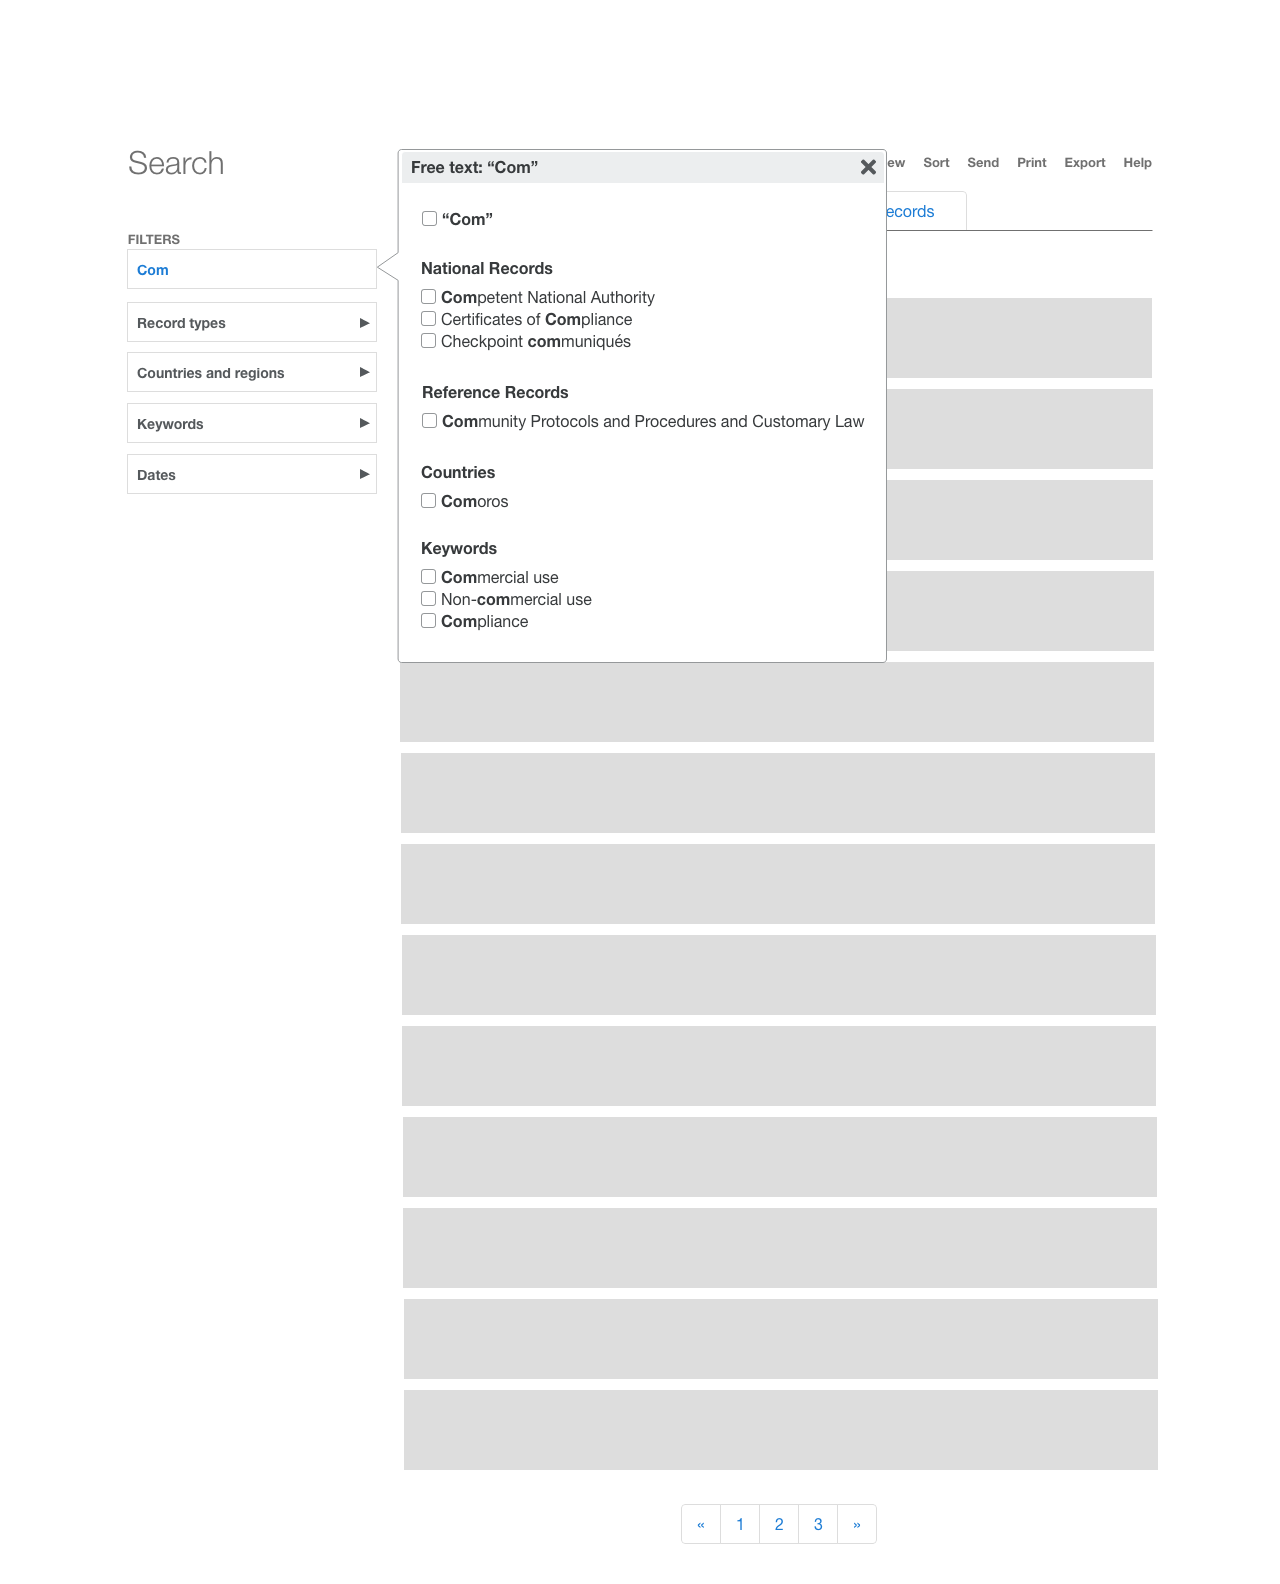 Search
Free text: “Com”
Sort Send Print Export Help
“Com”
FILTERS
Com
National Records
Competent National Authority
Certificates of Compliance
Checkpoint communiqués
Record types ▶
Countries and regions ▶
Keywords ▶
Dates ▶
Reference Records
Community Protocols and Procedures and Customary Law
Countries
Comoros
Keywords
Commercial use
Non-commercial use
Compliance
« 1 2 3 »